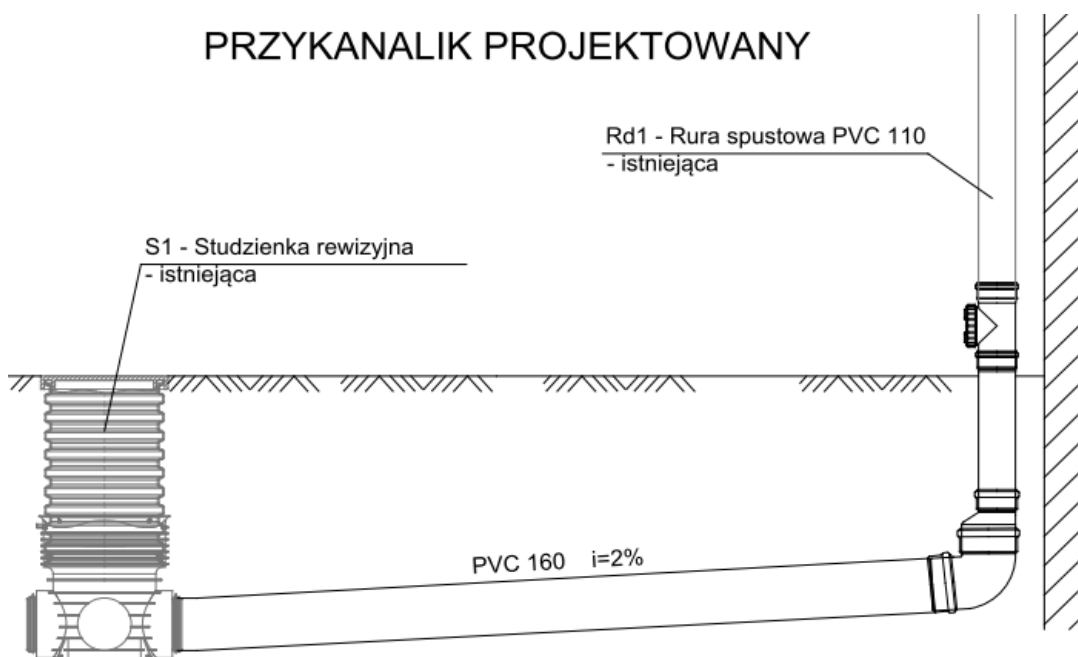 PRZYKANALIK PROJEKTOWANY
Rd1 - Rura spustowa PVC 110
- istniejąca
S1 - Studzienka rewizyjna
- istniejąca
PVC 160 i=2%